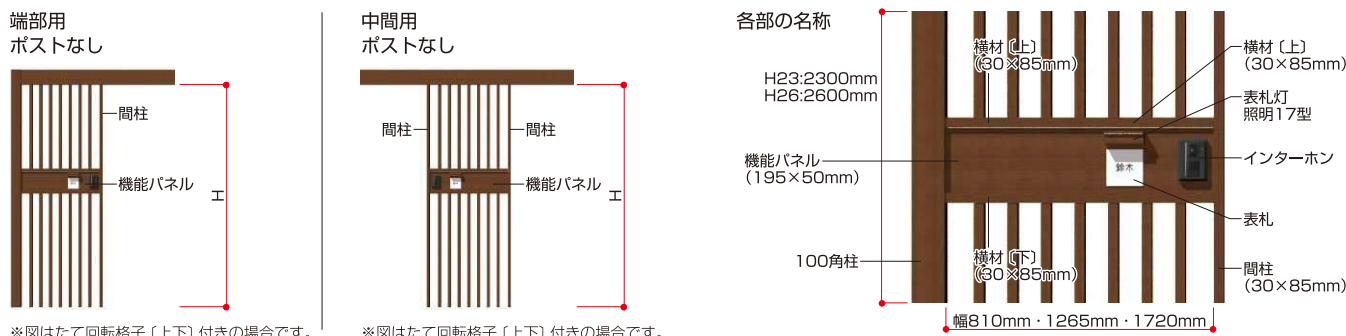 端部用
ポストなし
間柱
機能パネル
H
※図はたて回転格子〔上下〕付きの場合です。
中間用
ポストなし
間柱
間柱
機能パネル
H
※図はたて回転格子〔上下〕付きの場合です。
各部の名称
H23:2300mm
H26:2600mm
横材〔上〕
(30×85mm)
横材〔上〕
(30×85mm)
表札灯
照明17型
機能パネル
(195×50mm)
鈴木
インターホン
表札
100角柱
横材〔下〕
(30×85mm)
間柱
(30×85mm)
幅810mm・1265mm・1720mm